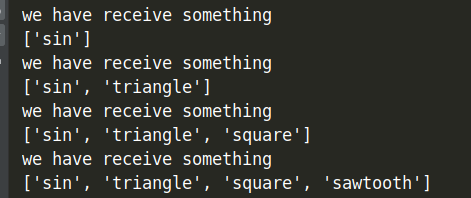 we have receive something
['sin']
we have receive something
['sin', 'triangle']
we have receive something
['sin', 'triangle', 'square']
we have receive something
['sin', 'triangle', 'square', 'sawtooth']